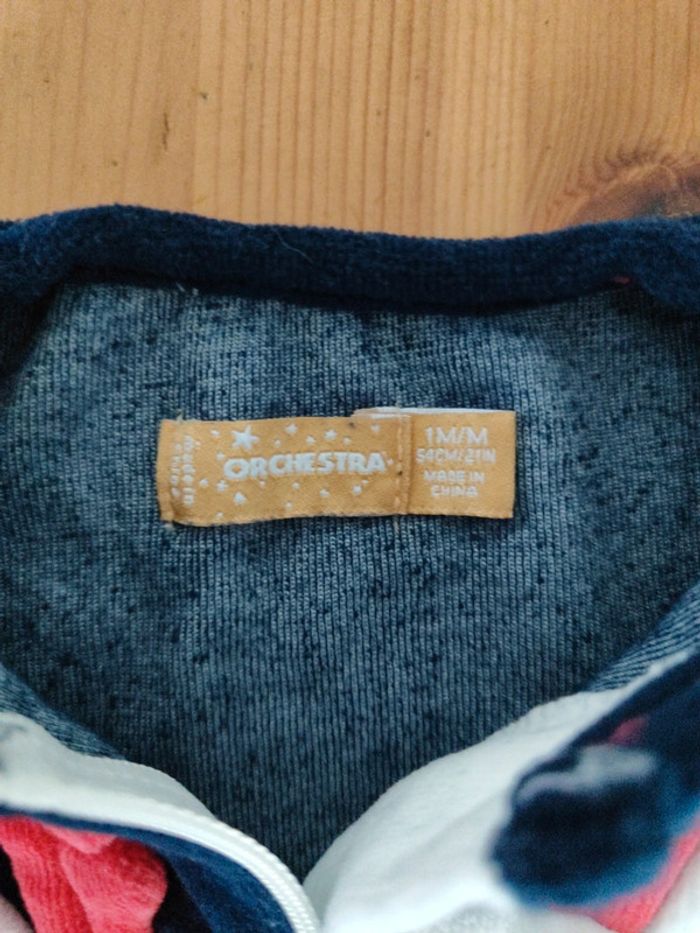 ORCHESTRA
1M/M
54CM/21IN
MADE IN
CHINA